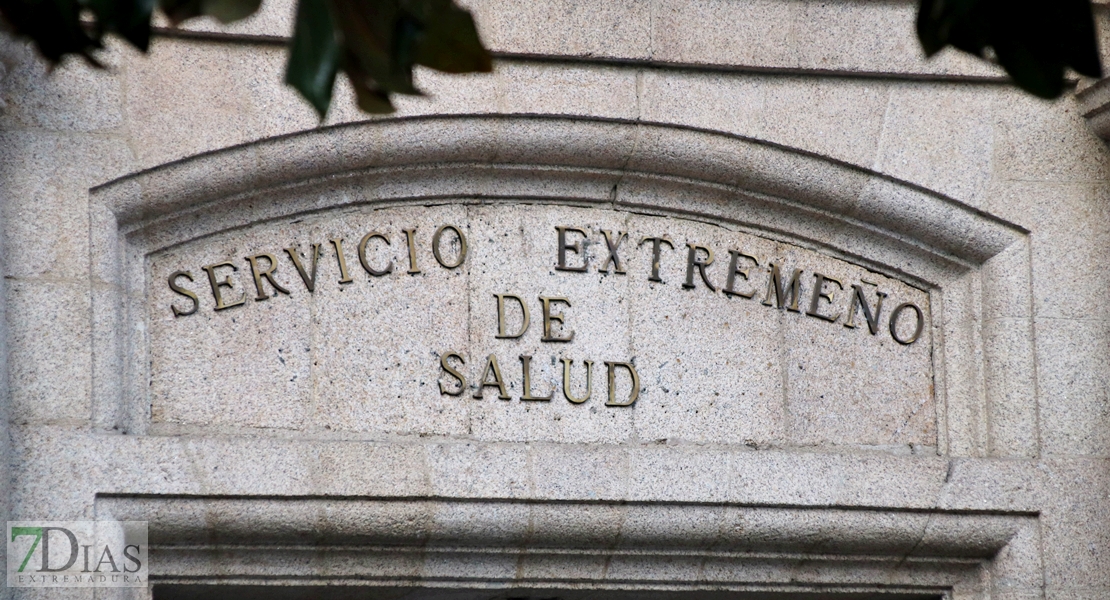 SERVICIO EXTREMEÑO
DE
SALUD
7DIAS
EXTREMADURA